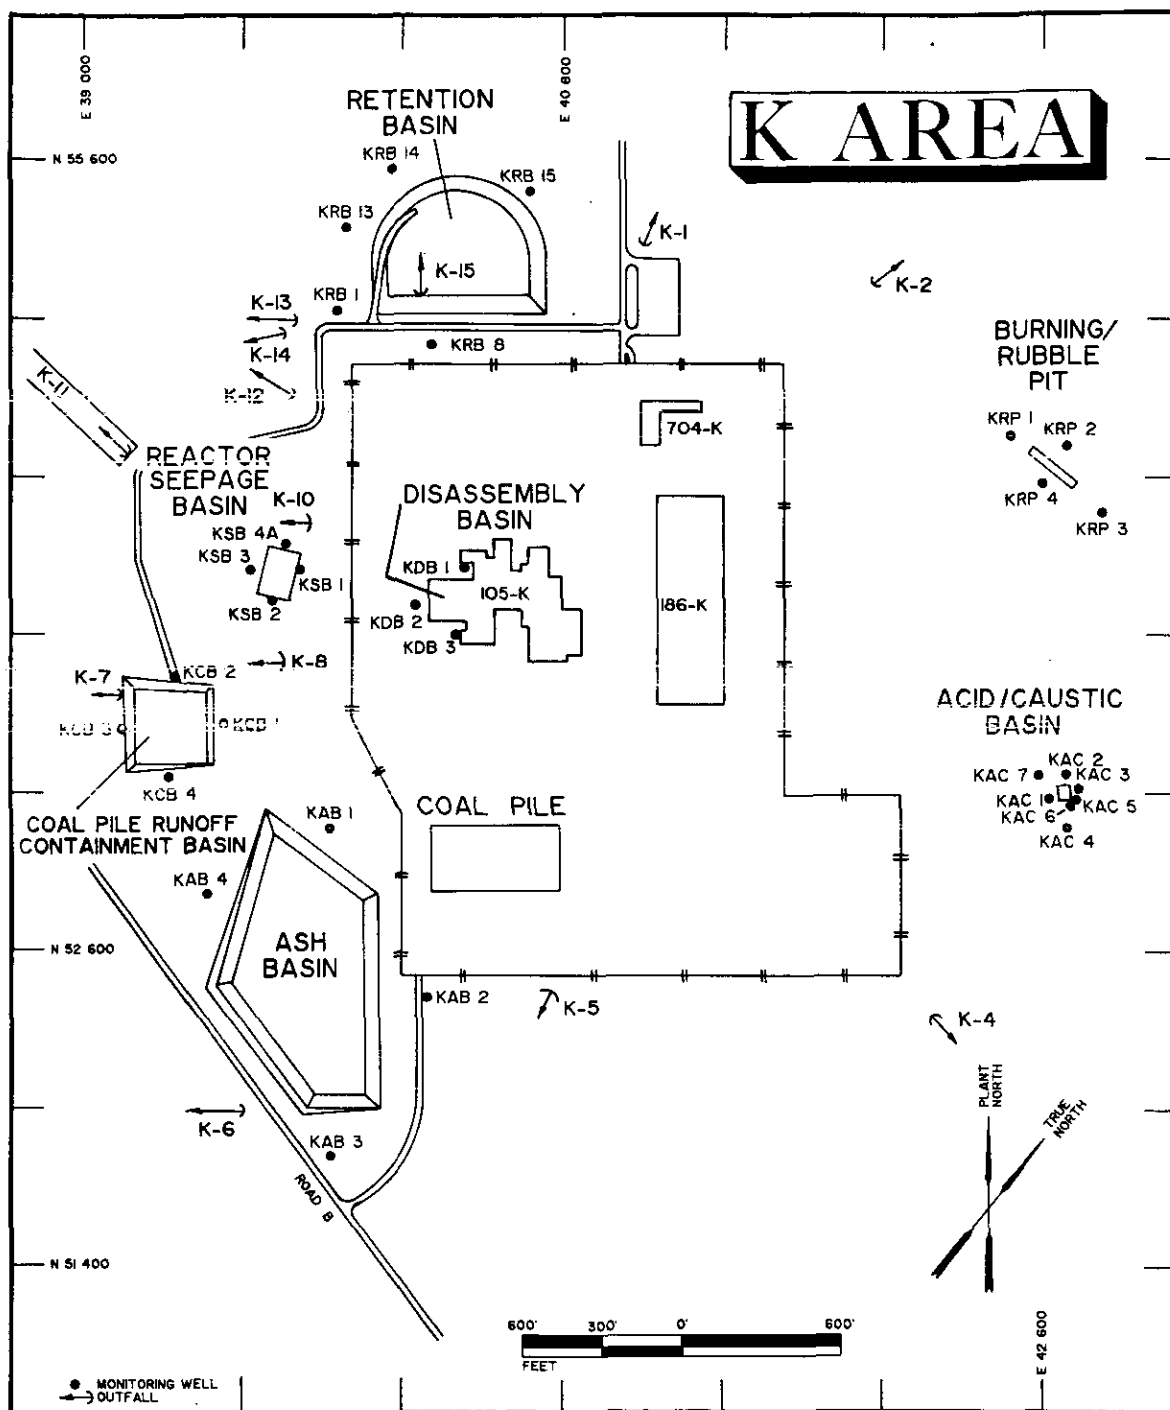 E 39 000
E 40 800
K AREA
RETENTION
BASIN
N 55 600
KRB 14
KRB 15
KRB 13
K-1
K-15
K-2
KRB 1
K-13
KRB 8
K-14
BURNING/
RUBBLE
PIT
K-11
K-12
KRP 1
KRP 2
704-K
REACTOR
SEEPAGE
BASIN
KRP 4
KRP 3
K-10
DISASSEMBLY
BASIN
KSB 4A
KSB 3
KSB 1
KDB 1
105-K
186-K
KSB 2
KDB 2
KDB 3
K-8
KCB 2
K-7
KCB 3
KCB 1
ACID/CAUSTIC
BASIN
KAC 2
KAC 7
KAC 3
KCB 4
KAC 1
KAC 5
KAC 6
KAC 4
COAL PILE
KAB 1
COAL PILE RUNOFF
CONTAINMENT BASIN
KAB 4
ASH
BASIN
N 52 600
KAB 2
K-5
K-4
PLANT
NORTH
TRUE
NORTH
K-6
KAB 3
ROAD B
N 51 400
600' 300' 0' 600'
FEET
E 42 600
MONITORING WELL
OUTFALL